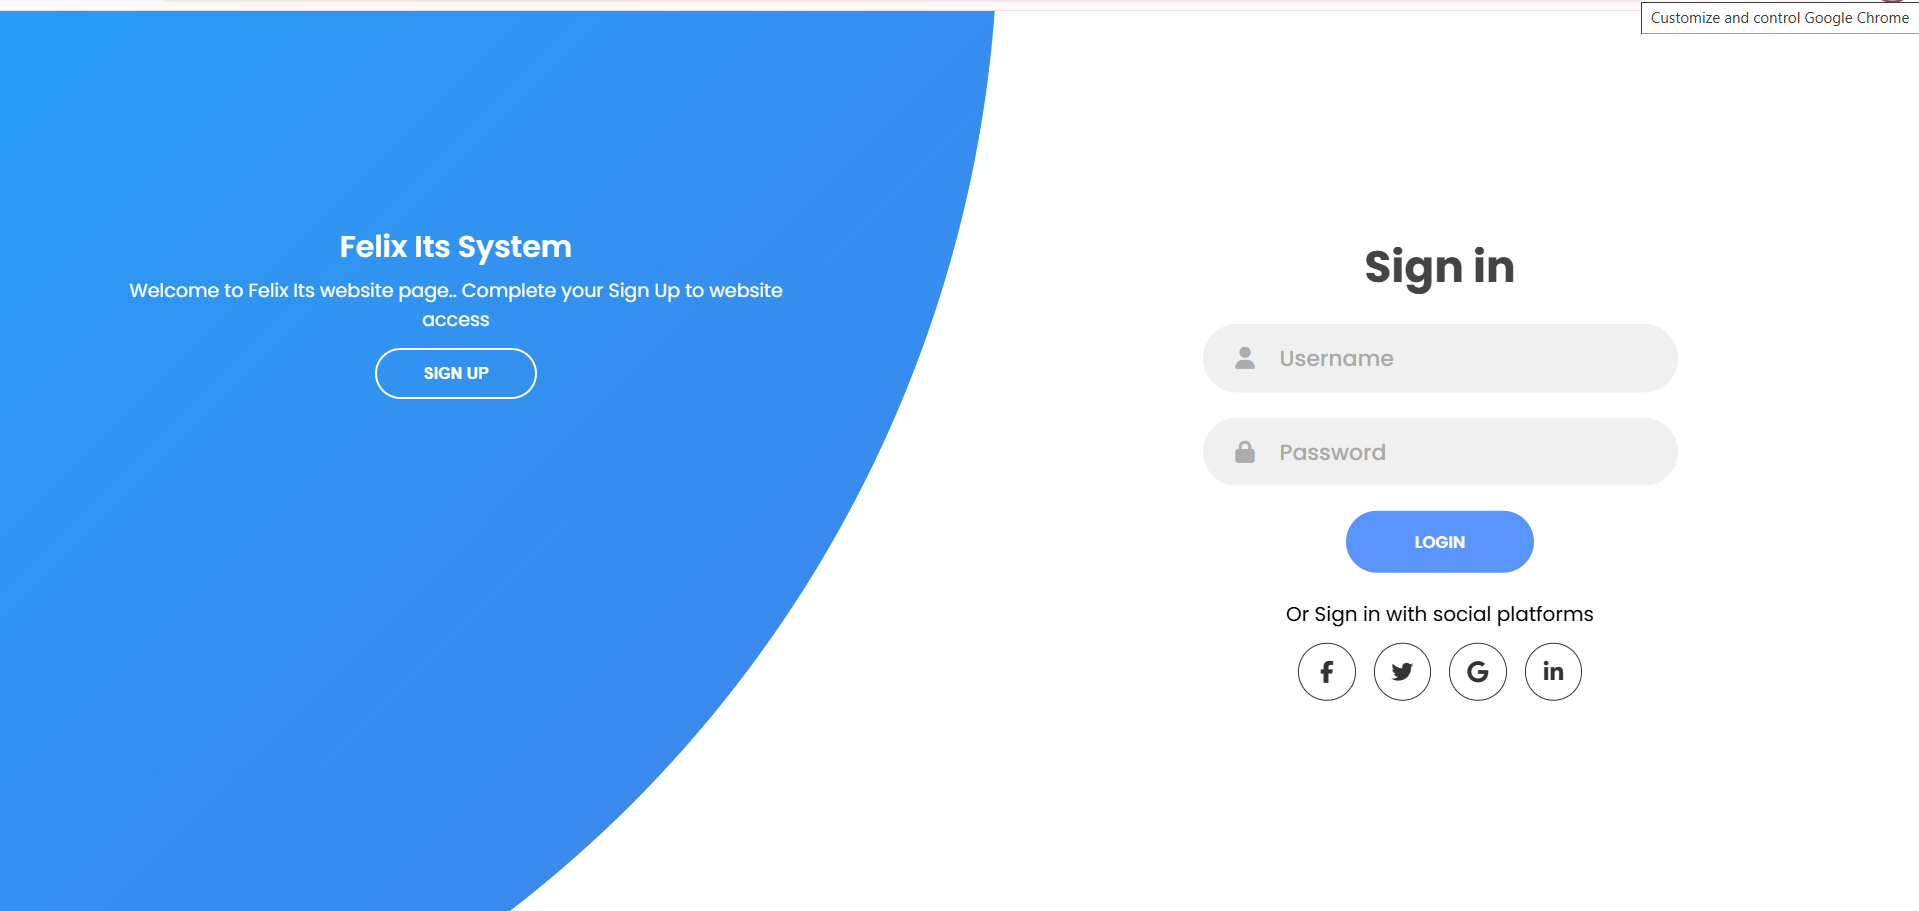 Customize and control Google Chrome
Felix Its System
Welcome to Felix Its website page.. Complete your Sign Up to website
access
SIGN UP
Sign in
Username
Password
LOGIN
Or Sign in with social platforms